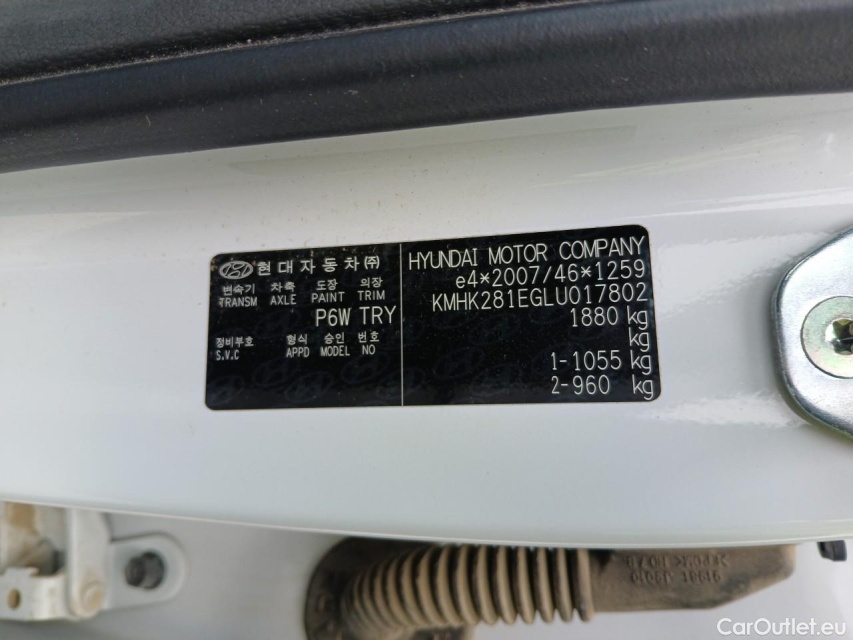 현대자동차㈜
변속기 차축 도장 의장
TRANSM AXLE PAINT TRIM
P6W TRY
정비부호 형식 승인 번호
S.V.C APPD MODEL NO
HYUNDAI MOTOR COMPANY
e4*2007/46*1259
KMHK281EGLU017802
1880 kg
kg
1-1055 kg
2-960 kg
CarOutlet.eu